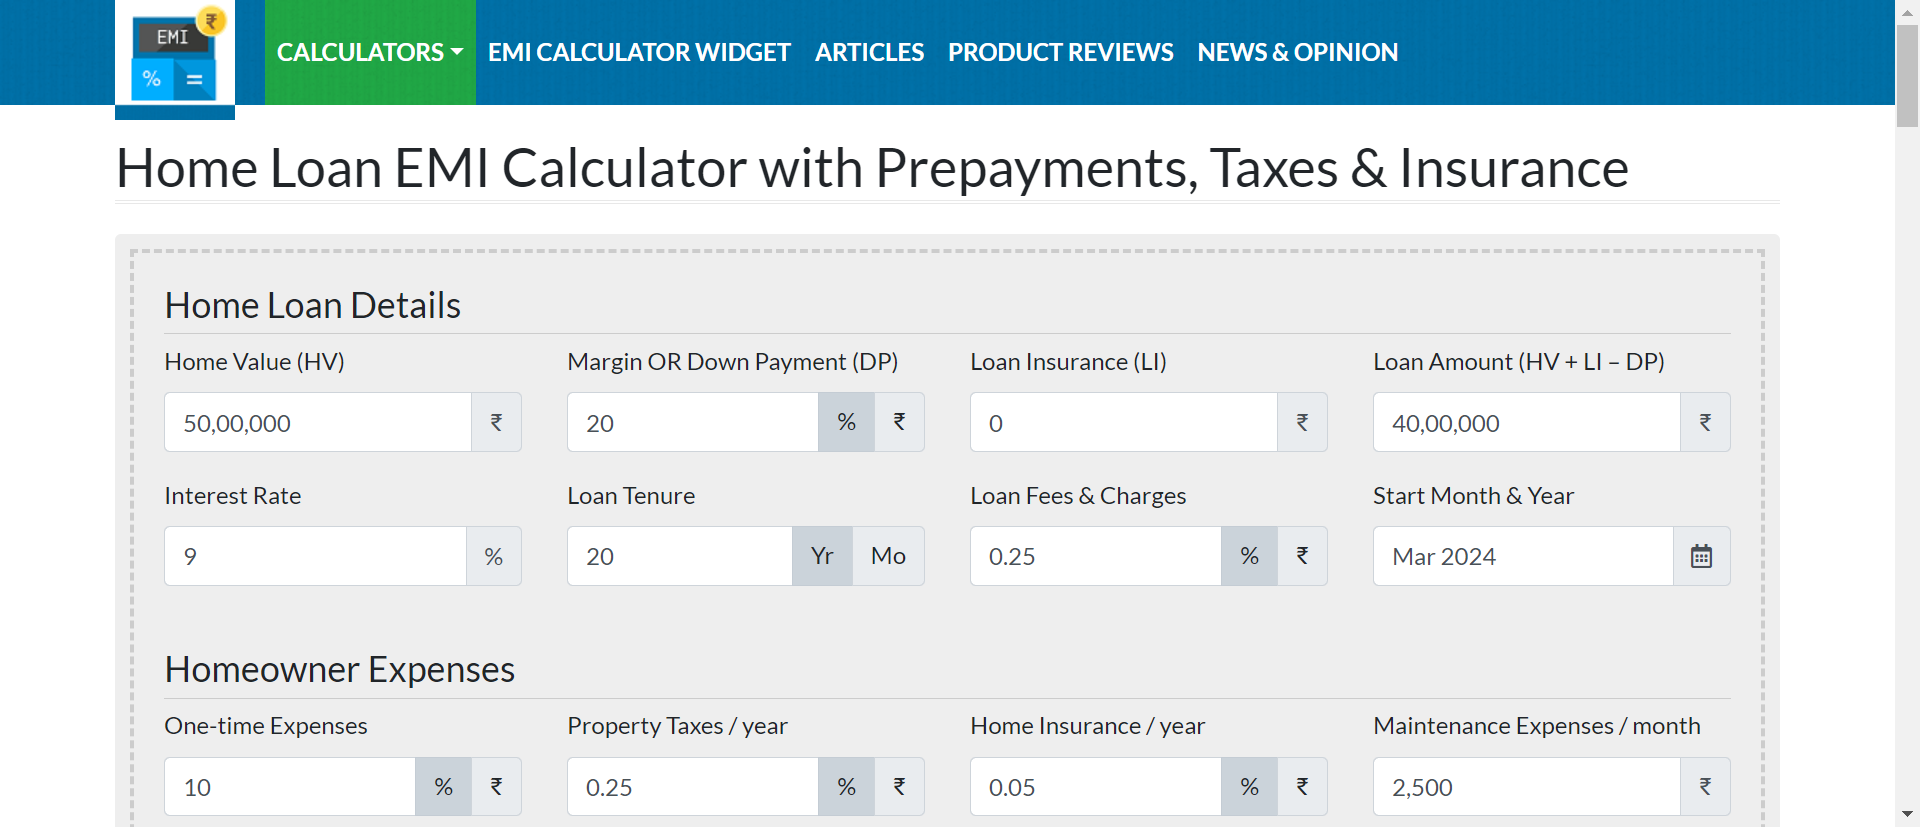 EMI
₹
%
=
CALCULATORS EMI CALCULATOR WIDGET ARTICLES PRODUCT REVIEWS NEWS & OPINION
Home Loan EMI Calculator with Prepayments, Taxes & Insurance
Home Loan Details
Home Value (HV) Margin OR Down Payment (DP) Loan Insurance (LI) Loan Amount (HV + LI – DP)
50,00,000 ₹ 20 % ₹ 0 ₹ 40,00,000 ₹
Interest Rate Loan Tenure Loan Fees & Charges Start Month & Year
9 % 20 Yr Mo 0.25 % ₹ Mar 2024
Homeowner Expenses
One-time Expenses Property Taxes / year Home Insurance / year Maintenance Expenses / month
10 % ₹ 0.25 % ₹ 0.05 % ₹ 2,500 ₹